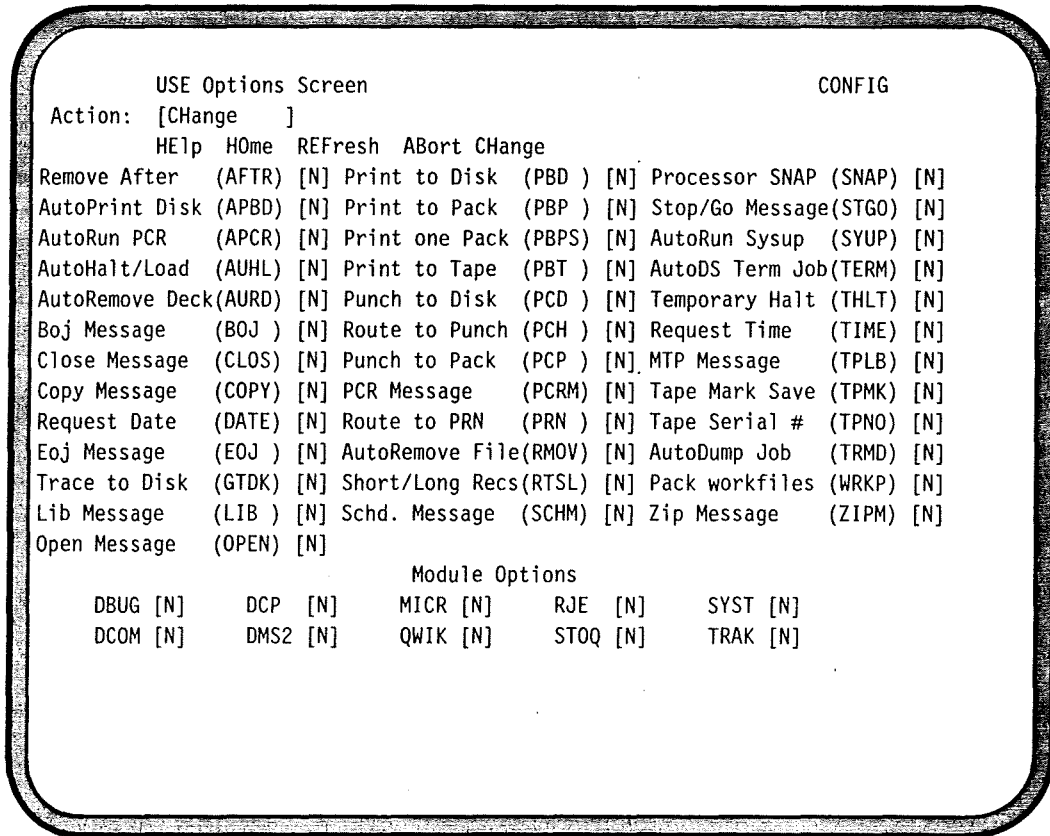 USE Options Screen CONFIG
Action: [CHange ]
HElp HOme REFresh ABort CHange
Remove After (AFTR) [N] Print to Disk (PBD ) [N] Processor SNAP (SNAP) [N]
AutoPrint Disk (APBD) [N] Print to Pack (PBP ) [N] Stop/Go Message(STGO) [N]
AutoRun PCR (APCR) [N] Print one Pack (PBPS) [N] AutoRun Sysup (SYUP) [N]
AutoHalt/Load (AUHL) [N] Print to Tape (PBT ) [N] AutoDS Term Job(TERM) [N]
AutoRemove Deck(AURD) [N] Punch to Disk (PCD ) [N] Temporary Halt (THLT) [N]
Boj Message (BOJ ) [N] Route to Punch (PCH ) [N] Request Time (TIME) [N]
Close Message (CLOS) [N] Punch to Pack (PCP ) [N] MTP Message (TPLB) [N]
Copy Message (COPY) [N] PCR Message (PCRM) [N] Tape Mark Save (TPMK) [N]
Request Date (DATE) [N] Route to PRN (PRN ) [N] Tape Serial # (TPNO) [N]
Eoj Message (EOJ ) [N] AutoRemove File(RMOV) [N] AutoDump Job (TRMD) [N]
Trace to Disk (GTDK) [N] Short/Long Recs(RTSL) [N] Pack workfiles (WRKP) [N]
Lib Message (LIB ) [N] Schd. Message (SCHM) [N] Zip Message (ZIPM) [N]
Open Message (OPEN) [N]
Module Options
DBUG [N] DCP [N] MICR [N] RJE [N] SYST [N]
DCOM [N] DMS2 [N] QWIK [N] STOQ [N] TRAK [N]